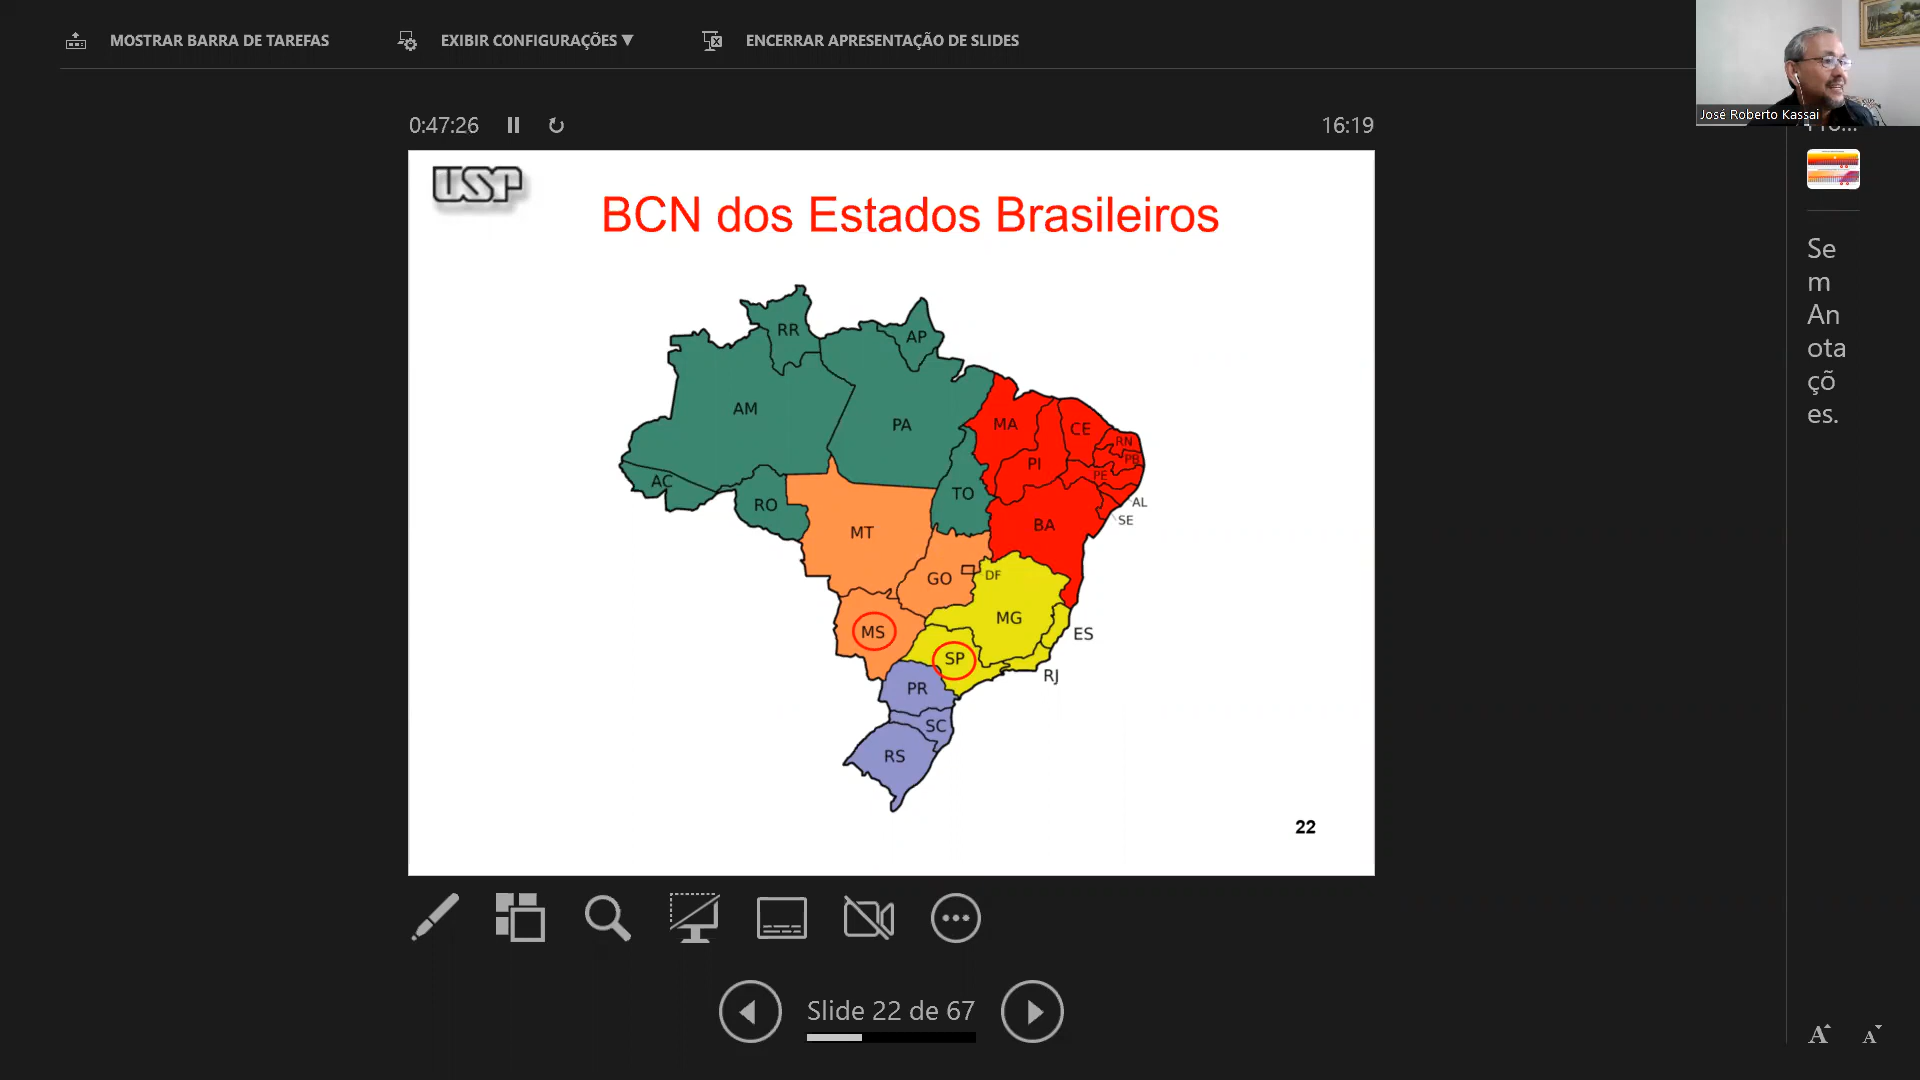 MOSTRAR BARRA DE TAREFAS
EXIBIR CONFIGURAÇÕES
ENCERRAR APRESENTAÇÃO DE SLIDES
José Roberto Kassai
0:47:26
16:19
USP
BCN dos Estados Brasileiros
RR
AP
AM
PA
MA
CE
RN
PB
PI
PE
AC
RO
TO
AL
SE
MT
BA
GO
DF
MG
MS
ES
SP
RJ
PR
SC
RS
22
Se
m
An
ota
çõ
es.
Slide 22 de 67
A
A